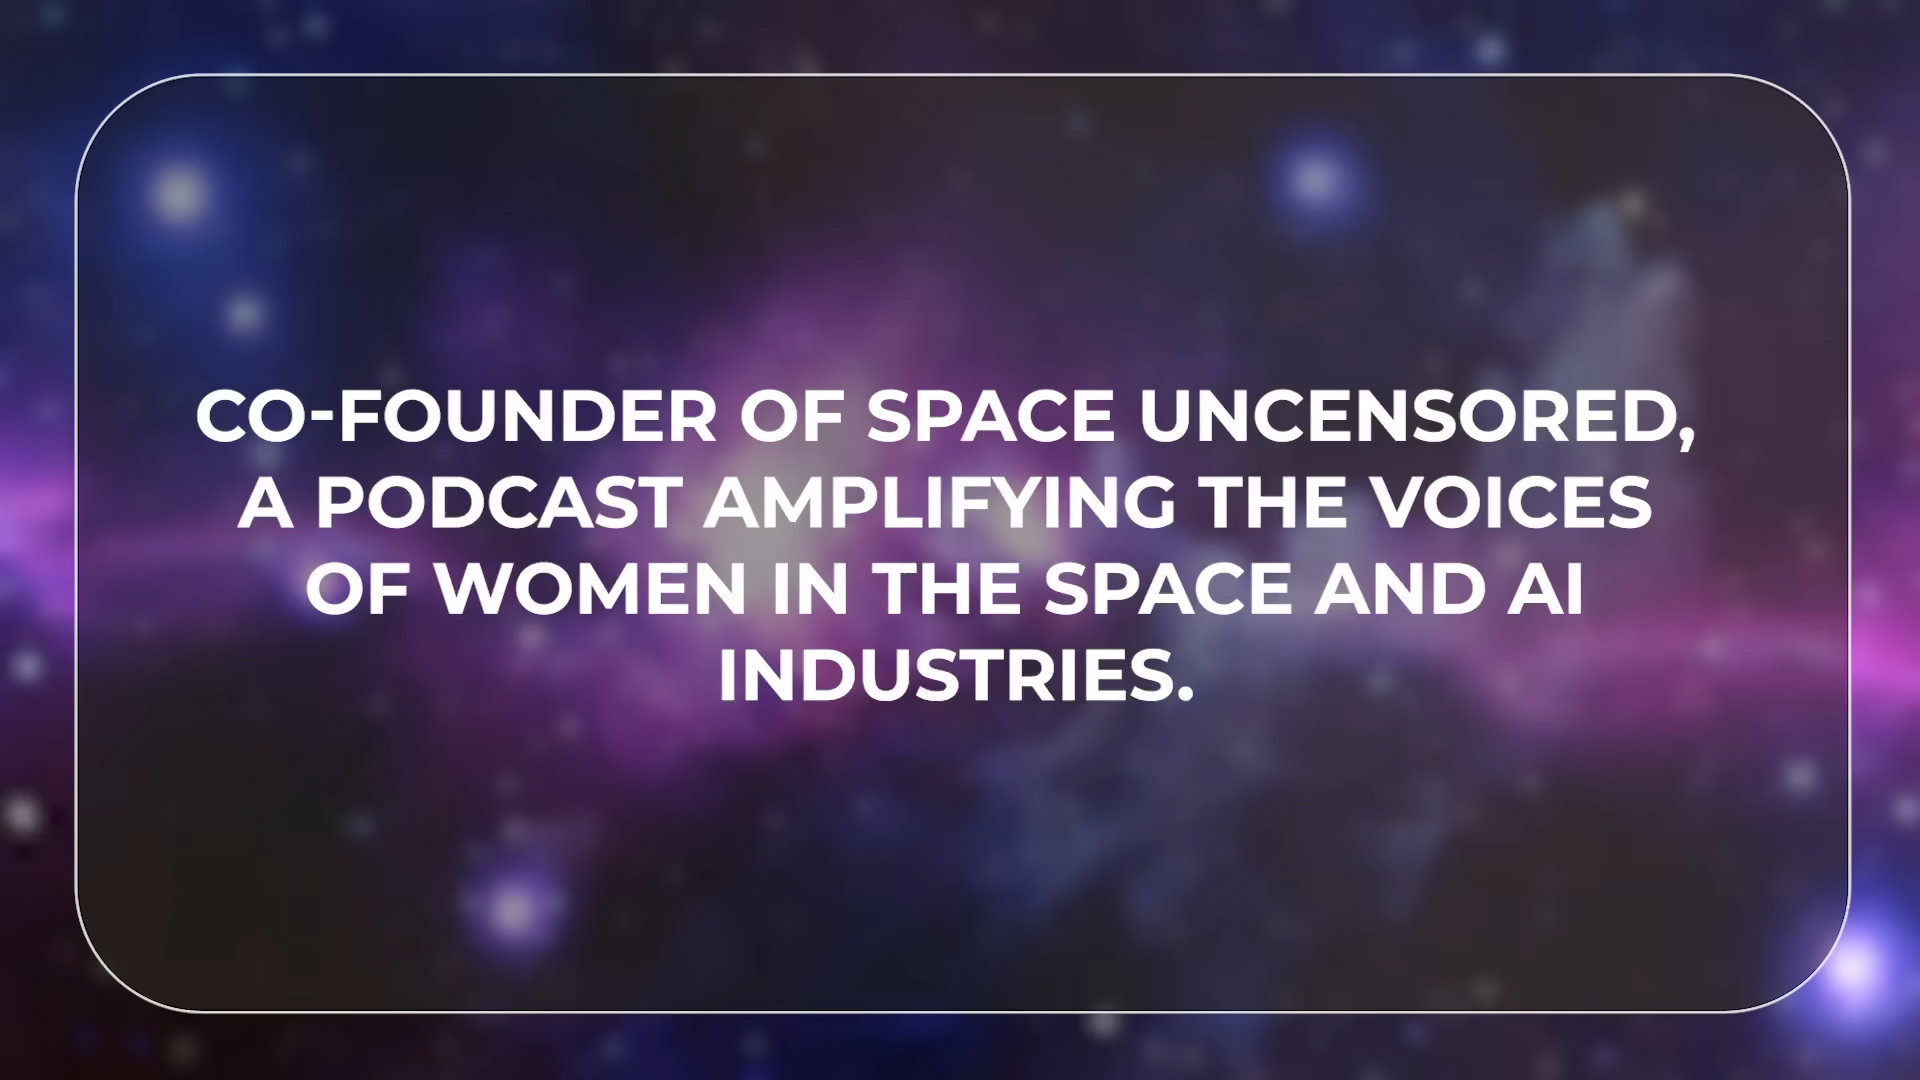 CO-FOUNDER OF SPACE UNCENSORED,
A PODCAST AMPLIFYING THE VOICES
OF WOMEN IN THE SPACE AND AI
INDUSTRIES.